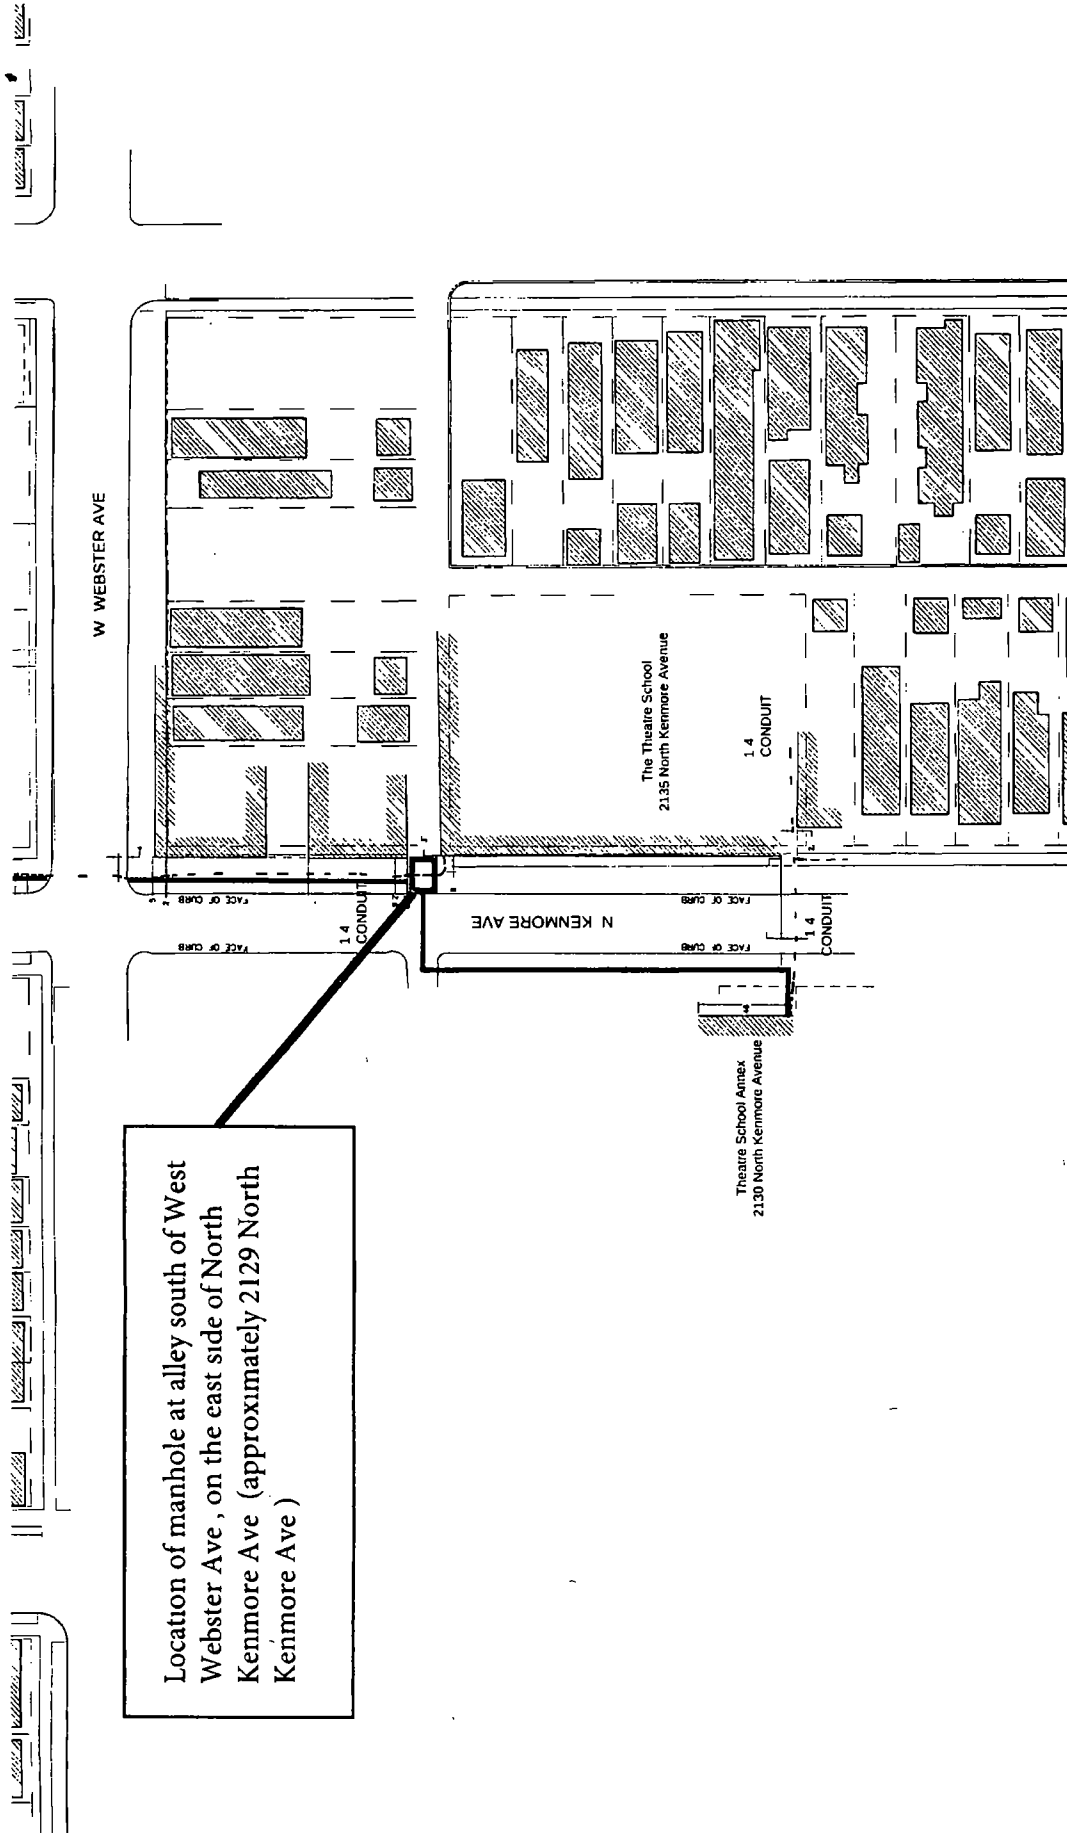 W WEBSTER AVE
The Theatre School
2135 North Kenmore Avenue
1 4
CONDUIT
FACE OF CURB
FACE OF CURB
N KENMORE AVE
1 4
CONDUIT
FACE OF CURB
FACE OF CURB
1 4
CONDUIT
Theatre School Annex
2130 North Kenmore Avenue
Location of manhole at alley south of West
Webster Ave , on the east side of North
Kenmore Ave (approximately 2129 North
Kenmore Ave )